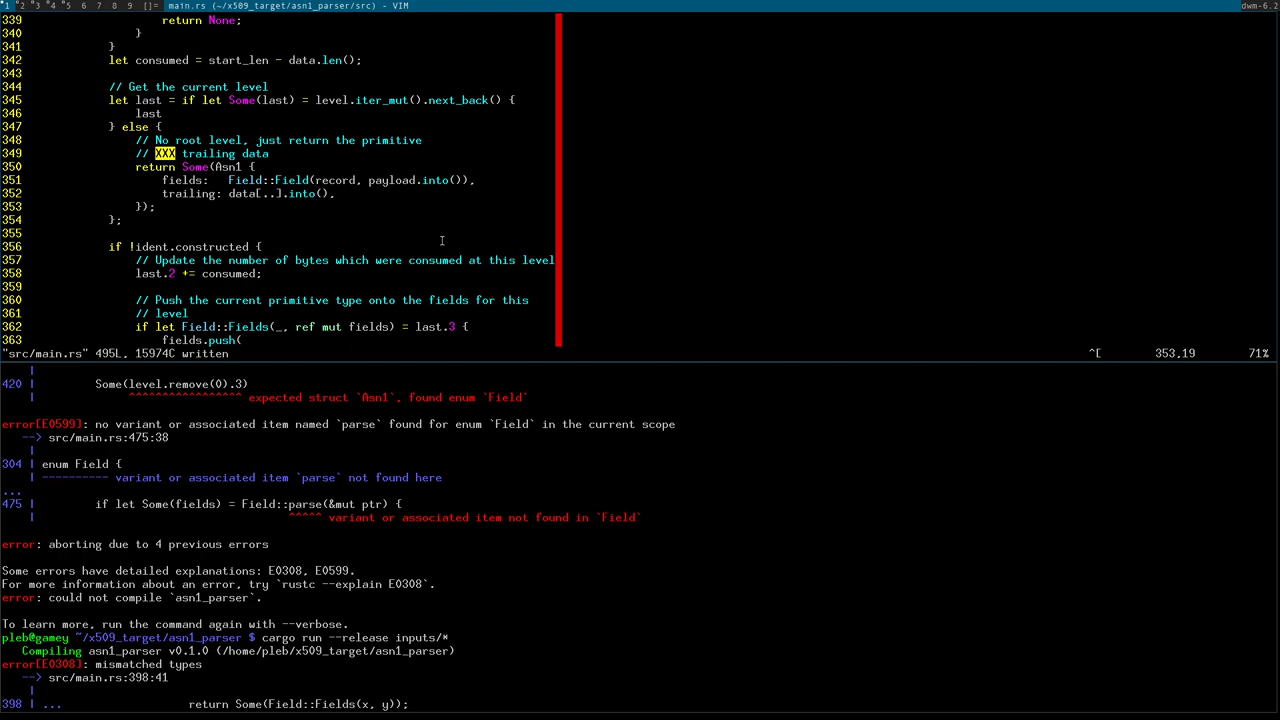 1 2 3 4 5 6 7 8 9 []= main.rs (~/x509_target/asn1_parser/src) - VIM dwm-6.2
339 return None;
340 }
341 }
342 let consumed = start_len - data.len();
343
344 // Get the current level
345 let last = if let Some(last) = level.iter_mut().next_back() {
346 last
347 } else {
348 // No root level, just return the primitive
349 // XXX trailing data
350 return Some(Asn1 {
351 fields: Field::Field(record, payload.into()),
352 trailing: data[..].into(),
353 });
354 };
355
356 if !ident.constructed {
357 // Update the number of bytes which were consumed at this level
358 last.2 += consumed;
359
360 // Push the current primitive type onto the fields for this
361 // level
362 if let Field::Fields(_, ref mut fields) = last.3 {
363 fields.push(
"src/main.rs" 495L, 15974C written ^[ 353,19 71%
|
420 | Some(level.remove(0).3)
| ^^^^^^^^^^^^^^^^^ expected struct `Asn1`, found enum `Field`
error[E0599]: no variant or associated item named `parse` found for enum `Field` in the current scope
--> src/main.rs:475:38
|
304 | enum Field {
| ---------- variant or associated item `parse` not found here
...
475 | if let Some(fields) = Field::parse(&mut ptr) {
| ^^^^^ variant or associated item not found in `Field`
error: aborting due to 4 previous errors
Some errors have detailed explanations: E0308, E0599.
For more information about an error, try `rustc --explain E0308`.
error: could not compile `asn1_parser`.
To learn more, run the command again with --verbose.
pleb@gamey ~/x509_target/asn1_parser $ cargo run --release inputs/*
Compiling asn1_parser v0.1.0 (/home/pleb/x509_target/asn1_parser)
error[E0308]: mismatched types
--> src/main.rs:398:41
|
398 | ... return Some(Field::Fields(x, y));